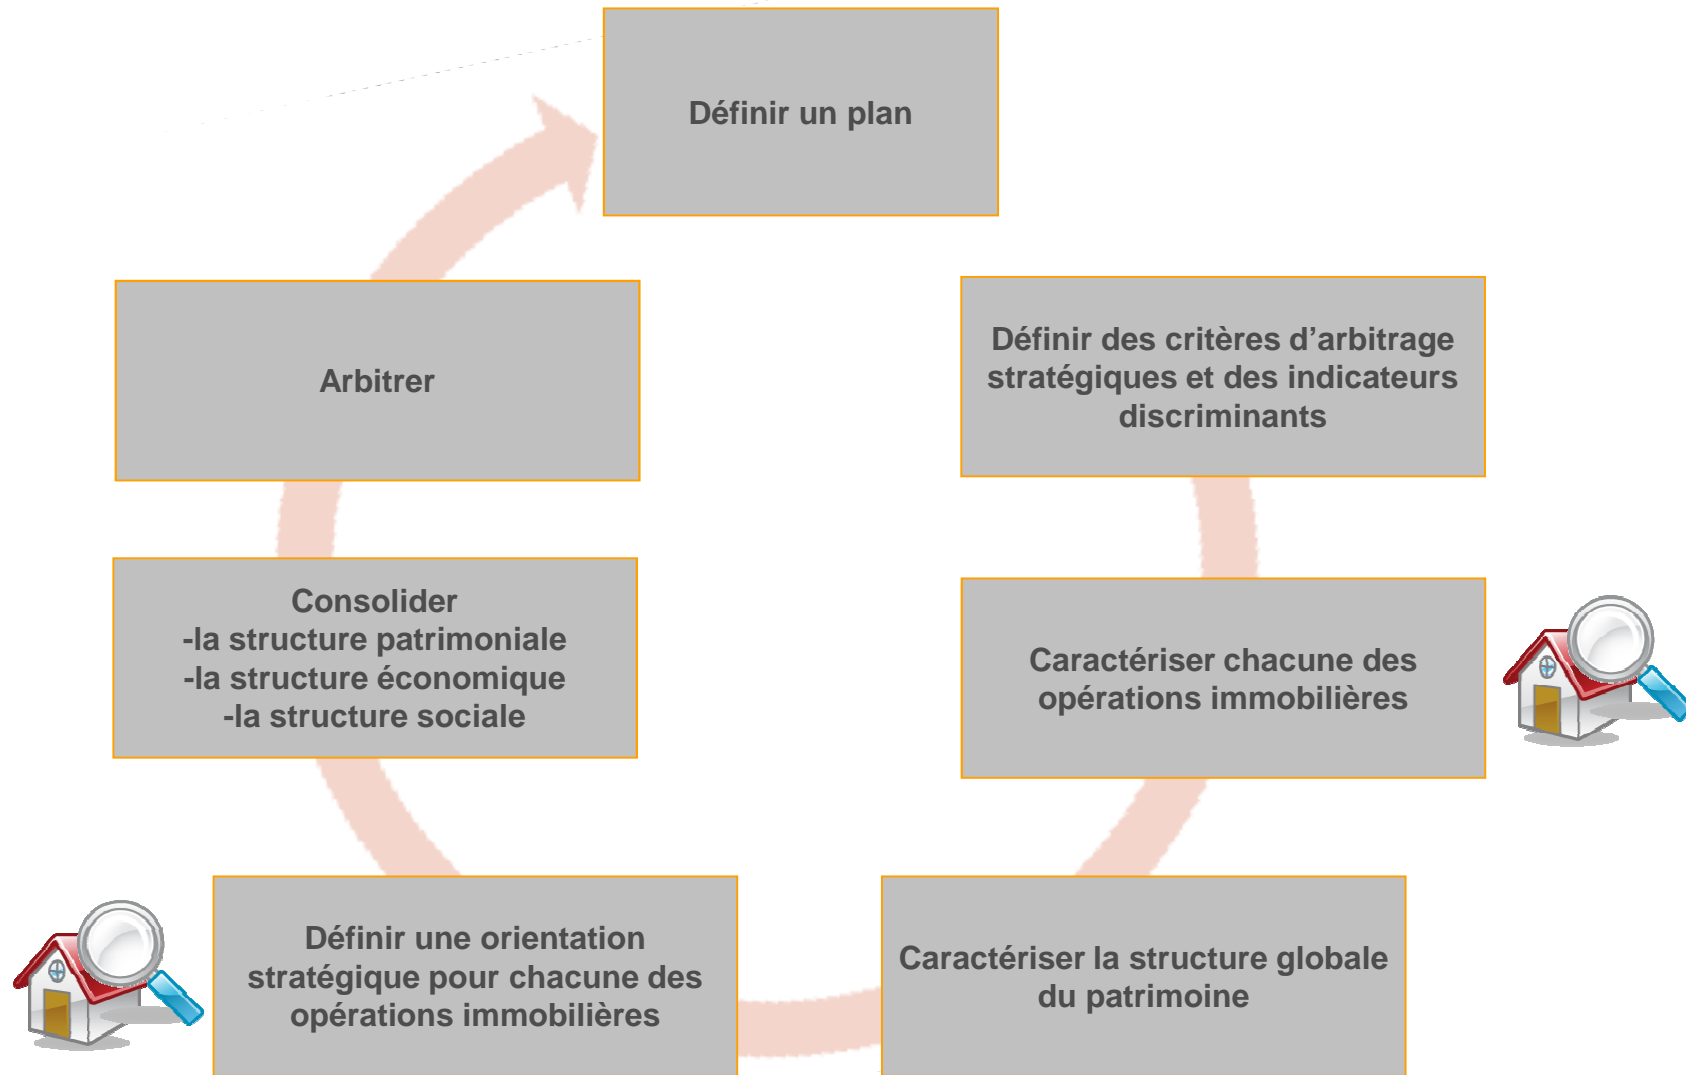 Définir un plan
Définir des critères d’arbitrage
stratégiques et des indicateurs
discriminants
Caractériser chacune des
opérations immobilières
Caractériser la structure globale
du patrimoine
Définir une orientation
stratégique pour chacune des
opérations immobilières
Consolider
-la structure patrimoniale
-la structure économique
-la structure sociale
Arbitrer